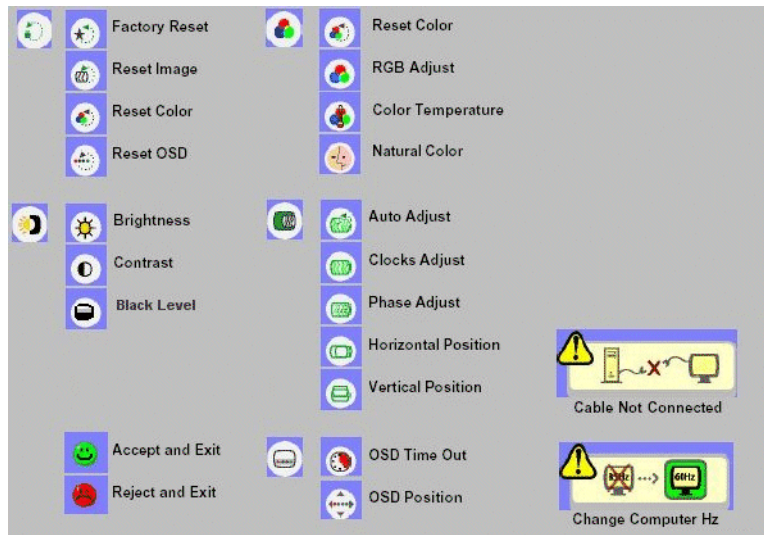 Factory Reset
Reset Image
Reset Color
Reset OSD
Reset Color
RGB Adjust
Color Temperature
Natural Color
Brightness
Contrast
Black Level
Auto Adjust
Clocks Adjust
Phase Adjust
Horizontal Position
Vertical Position
Cable Not Connected
Accept and Exit
Reject and Exit
OSD Time Out
OSD Position
60Hz
Change Computer Hz